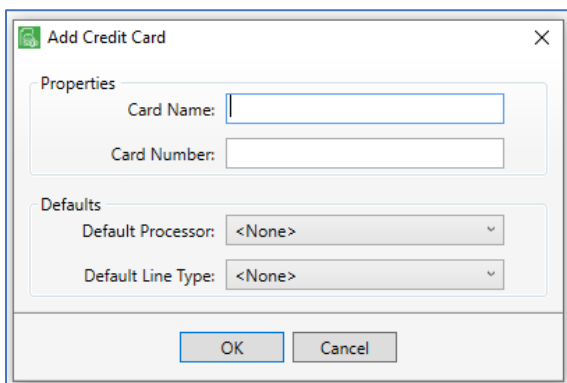 Add Credit Card
Properties
Card Name:
Card Number:
Defaults
Default Processor: <None>
Default Line Type: <None>
OK Cancel